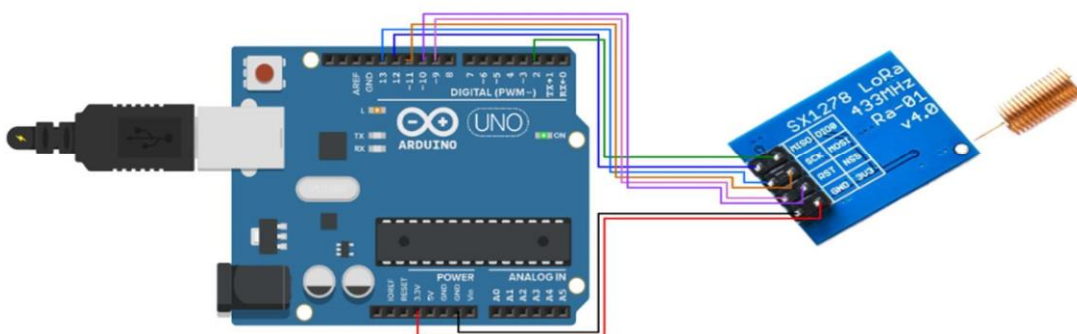 AREF
GND
13
12
~11
~10
~9
8
7
~6
~5
4
~3
2
TX→1
RX←0
DIGITAL (PWM~)
L
TX
RX
UNO
ON
ARDUINO
POWER
ANALOG IN
IOREF
RESET
3.3V
5V
GND
GND
Vin
A0
A1
A2
A3
A4
A5
SX1278 LoRa
433MHz
Ra-01
v4.0
MISO DIO0
SCK MOSI
RST NSS
GND 3V3